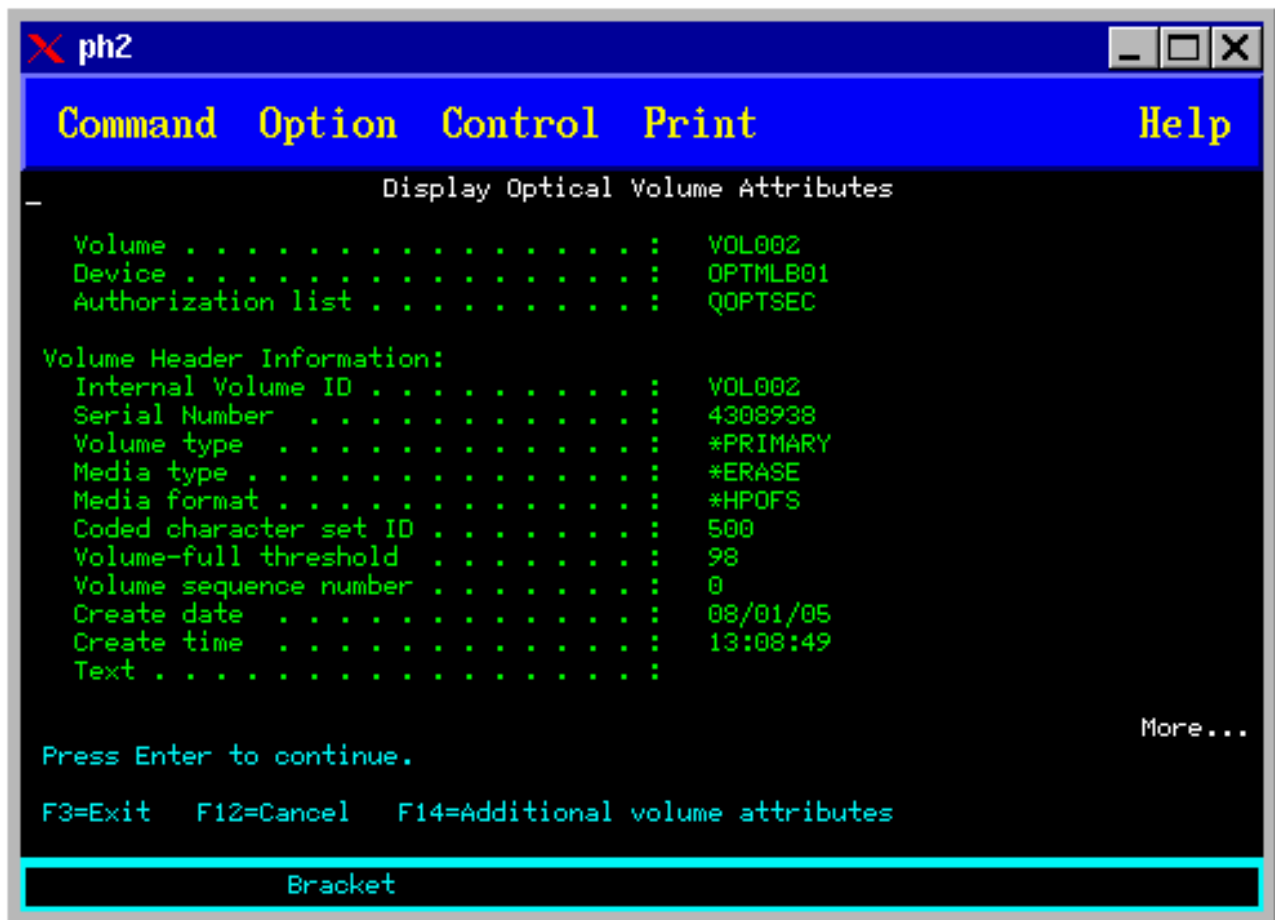 ph2
Command Option Control Print Help
Display Optical Volume Attributes
Volume . . . . . . . . . . . . . . . : VOL002
Device . . . . . . . . . . . . . . . : OPTMLB01
Authorization list . . . . . . . . . : QOPTSEC
Volume Header Information:
Internal Volume ID . . . . . . . . . : VOL002
Serial Number . . . . . . . . . . . : 4308938
Volume type . . . . . . . . . . . . : *PRIMARY
Media type . . . . . . . . . . . . . : *ERASE
Media format . . . . . . . . . . . . : *HPOFS
Coded character set ID . . . . . . . : 500
Volume-full threshold . . . . . . . : 98
Volume sequence number . . . . . . . : 0
Create date . . . . . . . . . . . . : 08/01/05
Create time . . . . . . . . . . . . : 13:08:49
Text . . . . . . . . . . . . . . . . :
More...
Press Enter to continue.
F3=Exit F12=Cancel F14=Additional volume attributes
Bracket